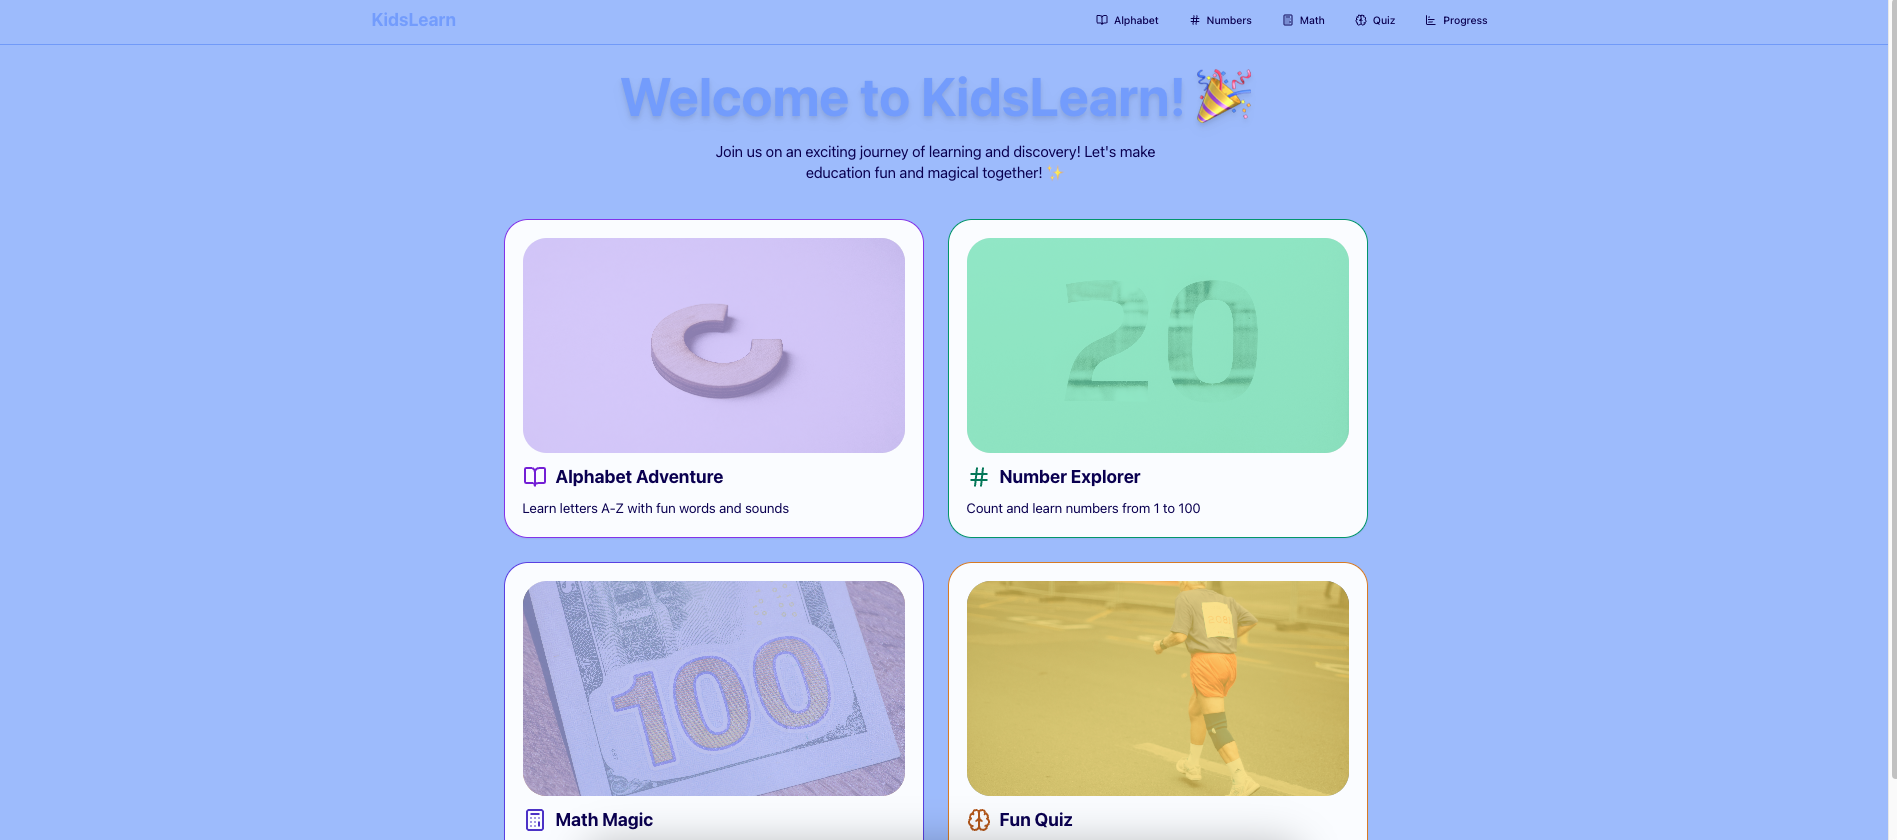 KidsLearn
Alphabet
Numbers
Math
Quiz
Progress
Welcome to KidsLearn! 🎉
Join us on an exciting journey of learning and discovery! Let's make
education fun and magical together! ✨
C
20
Alphabet Adventure
Learn letters A-Z with fun words and sounds
Number Explorer
Count and learn numbers from 1 to 100
100
Math Magic
Fun Quiz